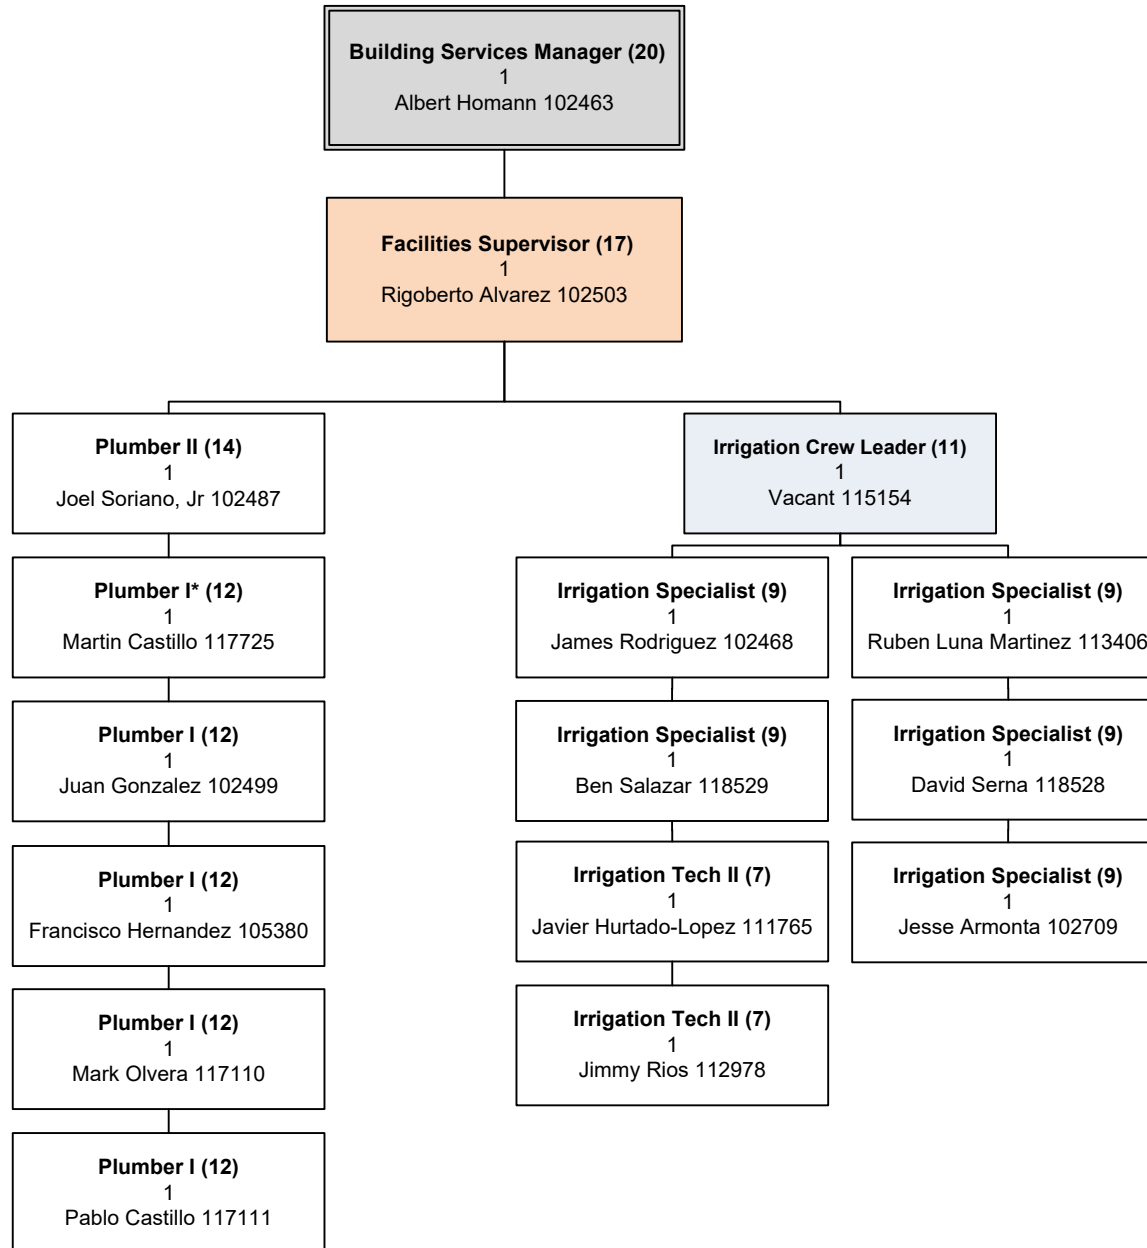 Building Services Manager (20)
1
Albert Homann 102463
Facilities Supervisor (17)
1
Rigoberto Alvarez 102503
Plumber II (14)
1
Joel Soriano, Jr 102487
Plumber I* (12)
1
Martin Castillo 117725
Plumber I (12)
1
Juan Gonzalez 102499
Plumber I (12)
1
Francisco Hernandez 105380
Plumber I (12)
1
Mark Olvera 117110
Plumber I (12)
1
Pablo Castillo 117111
Irrigation Crew Leader (11)
1
Vacant 115154
Irrigation Specialist (9)
1
James Rodriguez 102468
Irrigation Specialist (9)
1
Ben Salazar 118529
Irrigation Tech II (7)
1
Javier Hurtado-Lopez 111765
Irrigation Tech II (7)
1
Jimmy Rios 112978
Irrigation Specialist (9)
1
Ruben Luna Martinez 113406
Irrigation Specialist (9)
1
David Serna 118528
Irrigation Specialist (9)
1
Jesse Armonta 102709